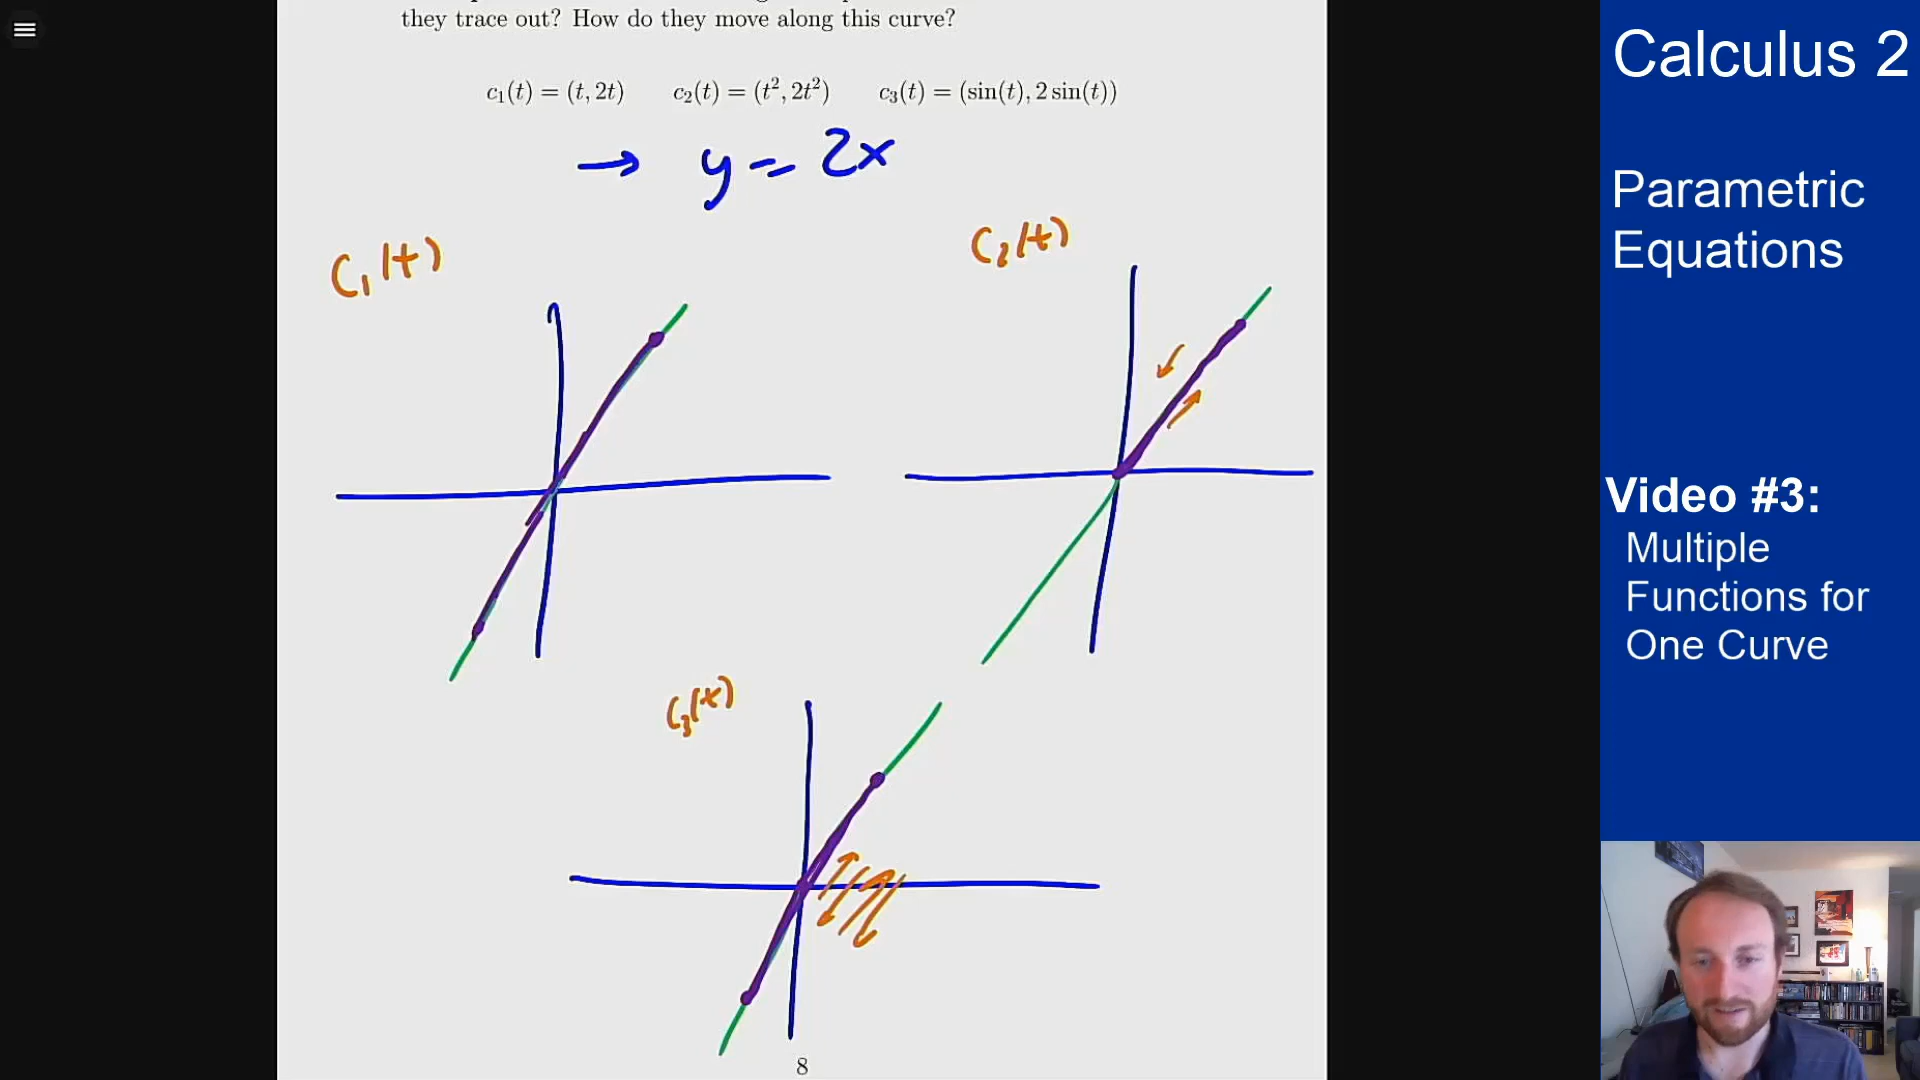 they trace out? How do they move along this curve?
c₁(t) = (t, 2t) c₂(t) = (t², 2t²) c₃(t) = (sin(t), 2 sin(t))
→ y = 2x
C₁(t)
C₂(t)
C₃(t)
8
Calculus 2
Parametric
Equations
Video #3:
Multiple
Functions for
One Curve